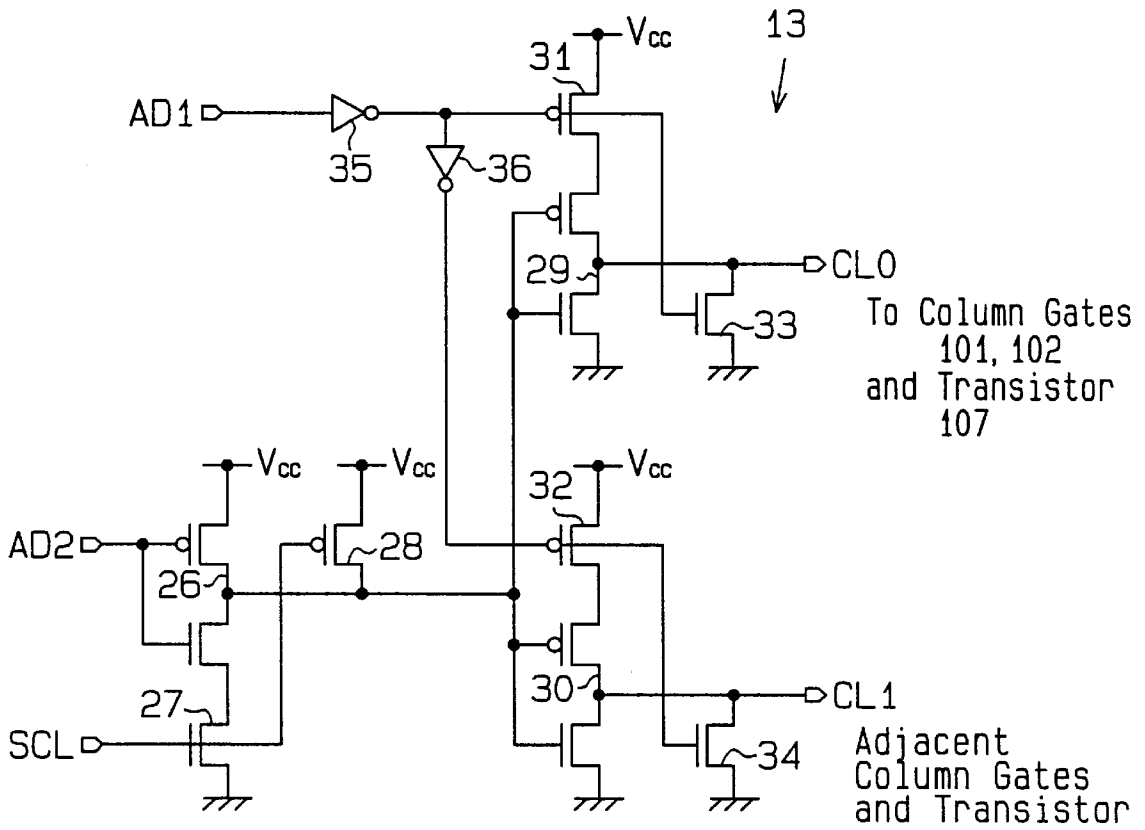 13
Vcc
31
AD1
35
36
29
CL0
33
To Column Gates
101, 102
and Transistor
107
Vcc
Vcc
Vcc
32
AD2
26
28
30
CL1
27
SCL
34
Adjacent
Column Gates
and Transistor